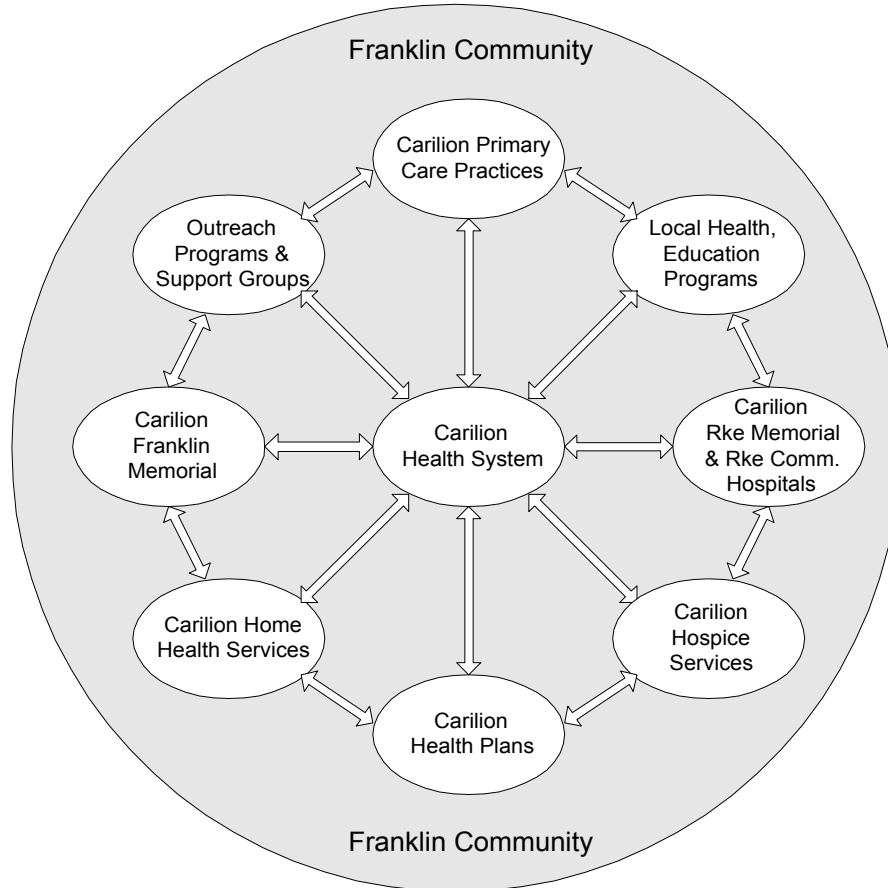 Franklin Community
Carilion Primary
Care Practices
Outreach
Programs &
Support Groups
Local Health,
Education
Programs
Carilion
Franklin
Memorial
Carilion
Health System
Carilion
Rke Memorial
& Rke Comm.
Hospitals
Carilion Home
Health Services
Carilion
Hospice
Services
Carilion
Health Plans
Franklin Community